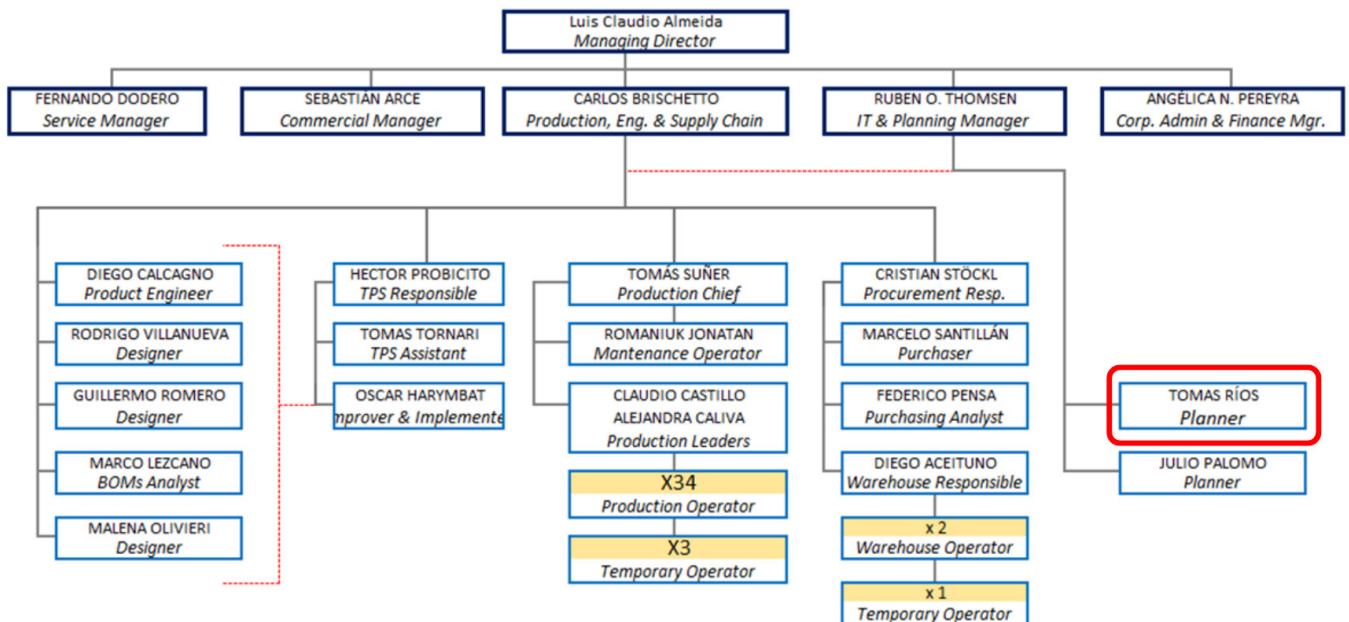 Luis Claudio Almeida
Managing Director
FERNANDO DODERO
Service Manager
SEBASTIÁN ARCE
Commercial Manager
CARLOS BRISCHETTO
Production, Eng. & Supply Chain
RUBEN O. THOMSEN
IT & Planning Manager
ANGÉLICA N. PEREYRA
Corp. Admin & Finance Mgr.
DIEGO CALCAGNO
Product Engineer
RODRIGO VILLANUEVA
Designer
GUILLERMO ROMERO
Designer
MARCO LEZCANO
BOMs Analyst
MALENA OLIVIERI
Designer
HECTOR PROBICITO
TPS Responsible
TOMAS TORNARI
TPS Assistant
OSCAR HARYMBAT
mprover & Implemente
TOMÁS SUÑER
Production Chief
ROMANIUK JONATAN
Mantenance Operator
CLAUDIO CASTILLO
ALEJANDRA CALIVA
Production Leaders
X34
Production Operator
X3
Temporary Operator
CRISTIAN STÖCKL
Procurement Resp.
MARCELO SANTILLÁN
Purchaser
FEDERICO PENSA
Purchasing Analyst
DIEGO ACEITUNO
Warehouse Responsible
x 2
Warehouse Operator
x 1
Temporary Operator
TOMAS RÍOS
Planner
JULIO PALOMO
Planner